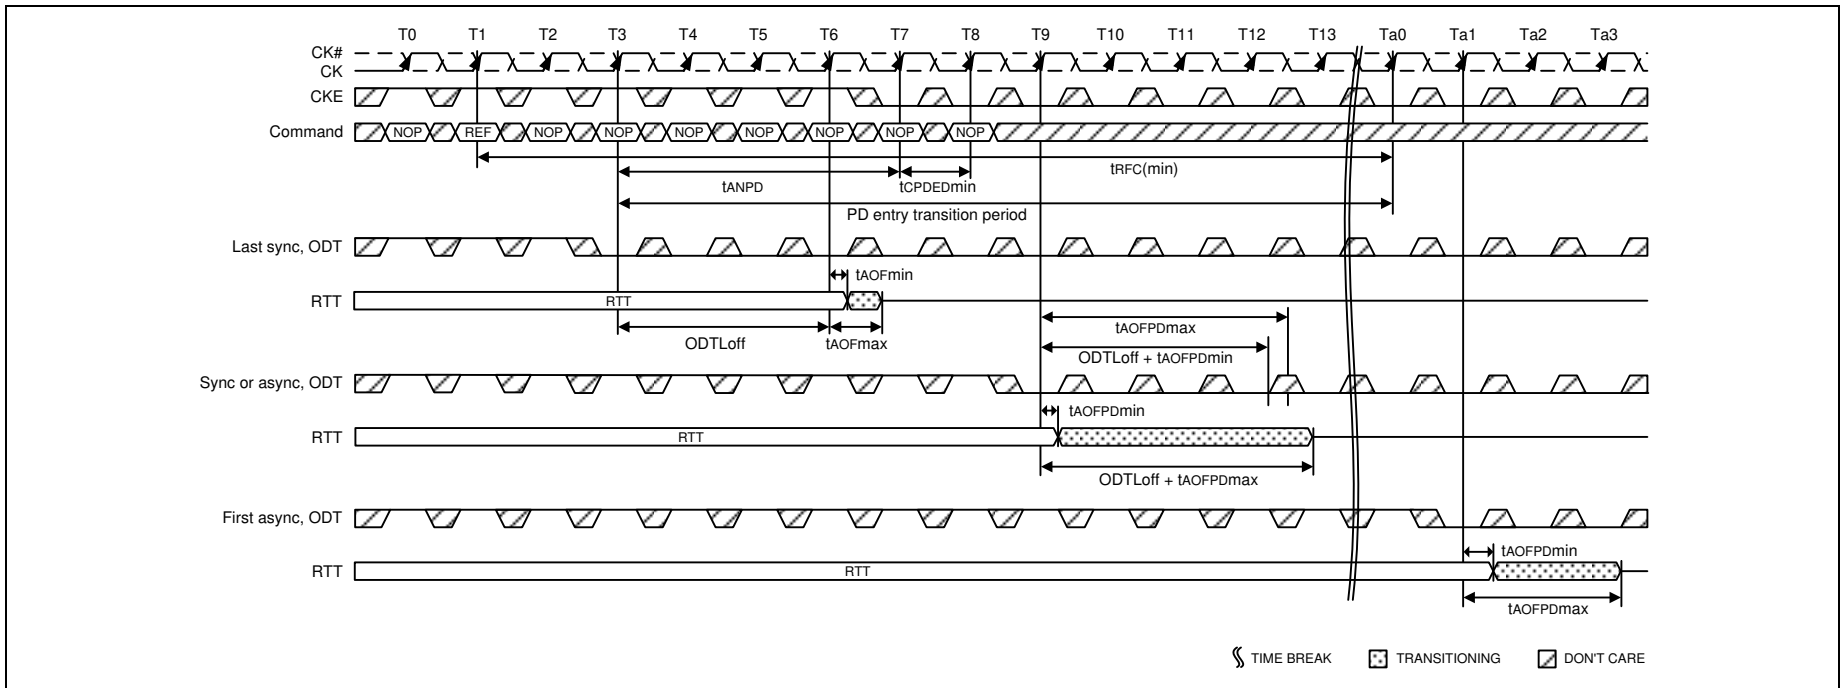 T0 T1 T2 T3 T4 T5 T6 T7 T8 T9 T10 T11 T12 T13 Ta0 Ta1 Ta2 Ta3
CK#
CK
CKE
Command NOP REF NOP NOP NOP NOP NOP NOP NOP
tRFC(min)
tANPD tCPDEDmin
PD entry transition period
Last sync, ODT
tAOFmin
RTT RTT
tAOFPDmax
ODTLoff tAOFmax
ODTLoff + tAOFPDmin
Sync or async, ODT
tAOFPDmin
RTT RTT
ODTLoff + tAOFPDmax
First async, ODT
tAOFPDmin
RTT RTT
tAOFPDmax
TIME BREAK TRANSITIONING DON'T CARE